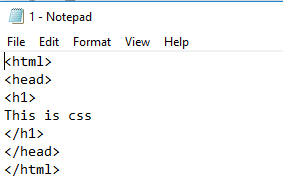 1 - Notepad
File Edit Format View Help
<html>
<head>
<h1>
This is css
</h1>
</head>
</html>